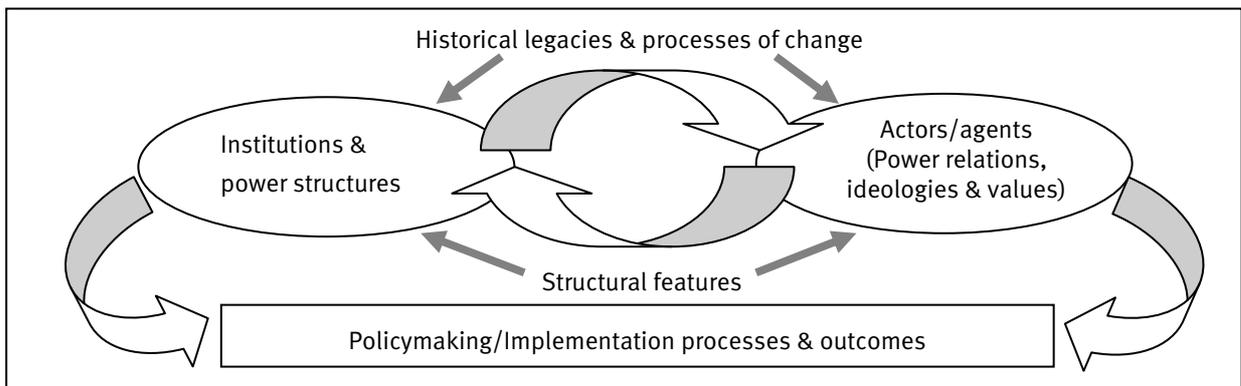 Historical legacies & processes of change
Institutions &
power structures
Actors/agents
(Power relations,
ideologies & values)
Structural features
Policymaking/Implementation processes & outcomes